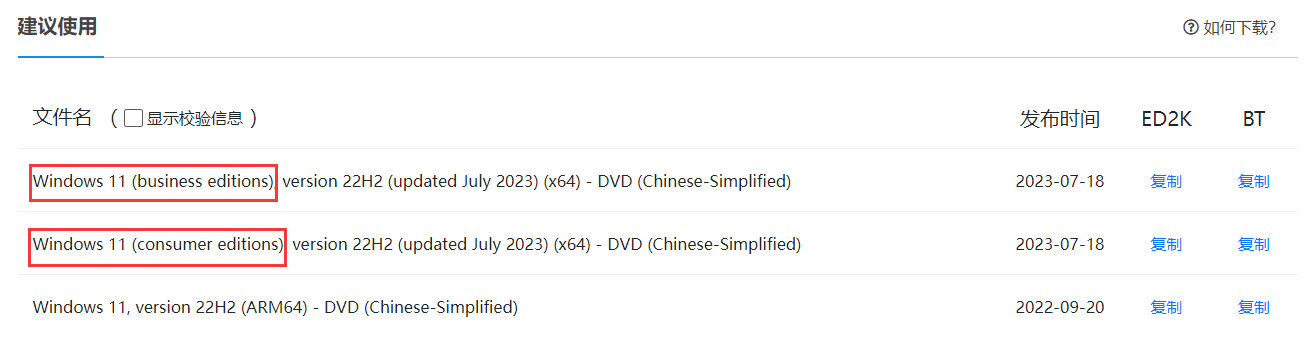 建议使用
如何下载?
文件名 ( 显示校验信息 ) 发布时间 ED2K BT
Windows 11 (business editions), version 22H2 (updated July 2023) (x64) - DVD (Chinese-Simplified) 2023-07-18 复制 复制
Windows 11 (consumer editions), version 22H2 (updated July 2023) (x64) - DVD (Chinese-Simplified) 2023-07-18 复制 复制
Windows 11, version 22H2 (ARM64) - DVD (Chinese-Simplified) 2022-09-20 复制 复制